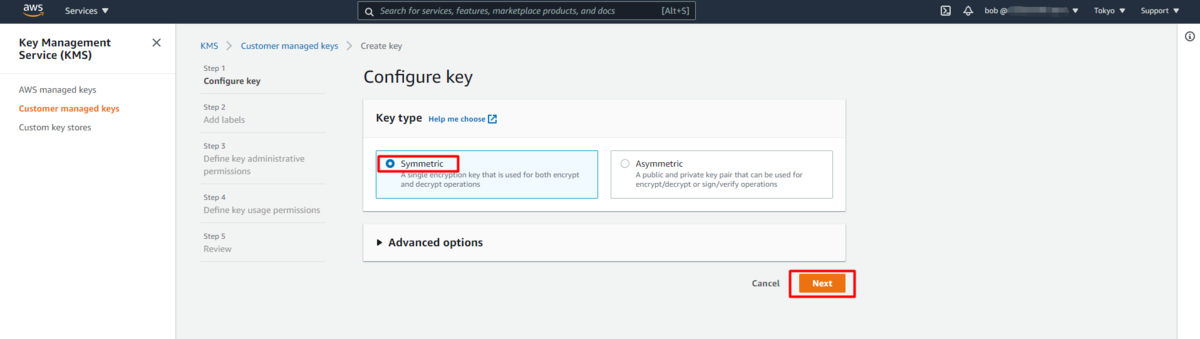 aws
Services ▼
Search for services, features, marketplace products, and docs
[Alt+S]
bob @
Tokyo ▼
Support ▼
Key Management
Service (KMS)
AWS managed keys
Customer managed keys
Custom key stores
KMS > Customer managed keys > Create key
Step 1
Configure key
Step 2
Add labels
Step 3
Define key administrative
permissions
Step 4
Define key usage permissions
Step 5
Review
Configure key
Key type Help me choose
Symmetric
A single encryption key that is used for both encrypt
and decrypt operations
Asymmetric
A public and private key pair that can be used for
encrypt/decrypt or sign/verify operations
Advanced options
Cancel
Next